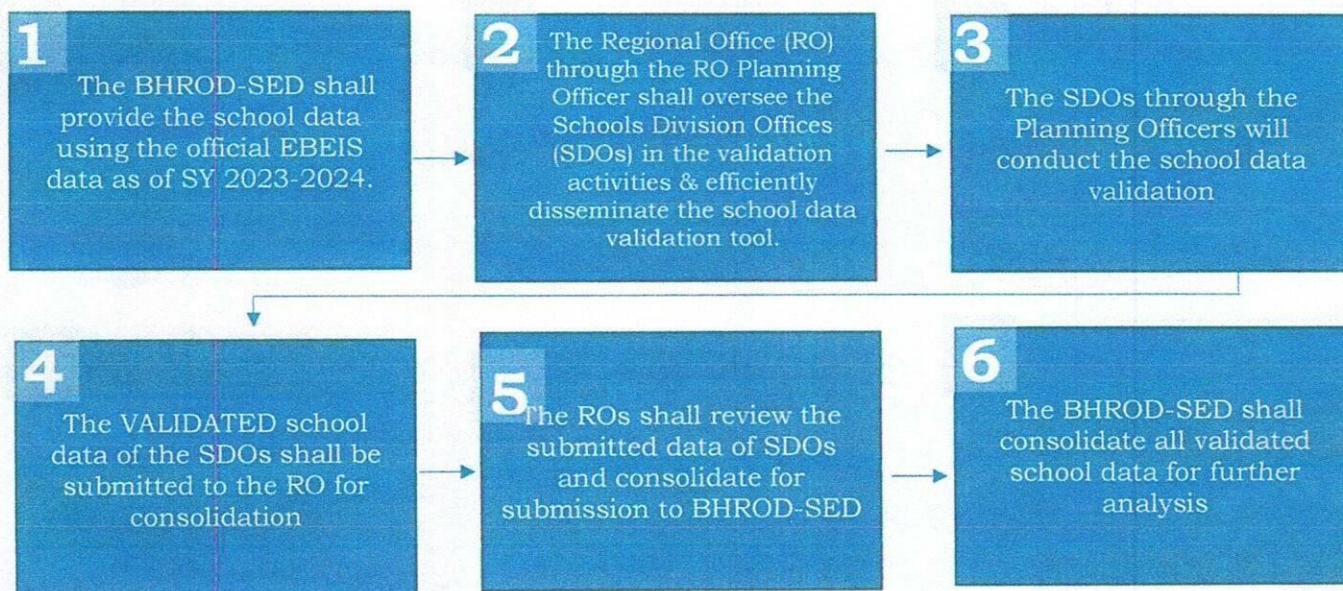 1
The BHROD-SED shall
provide the school data
using the official EBEIS
data as of SY 2023-2024.
2
The Regional Office (RO)
through the RO Planning
Officer shall oversee the
Schools Division Offices
(SDOs) in the validation
activities & efficiently
disseminate the school data
validation tool.
3
The SDOs through the
Planning Officers will
conduct the school data
validation
4
The VALIDATED school
data of the SDOs shall be
submitted to the RO for
consolidation
5
The ROs shall review the
submitted data of SDOs
and consolidate for
submission to BHROD-SED
6
The BHROD-SED shall
consolidate all validated
school data for further
analysis